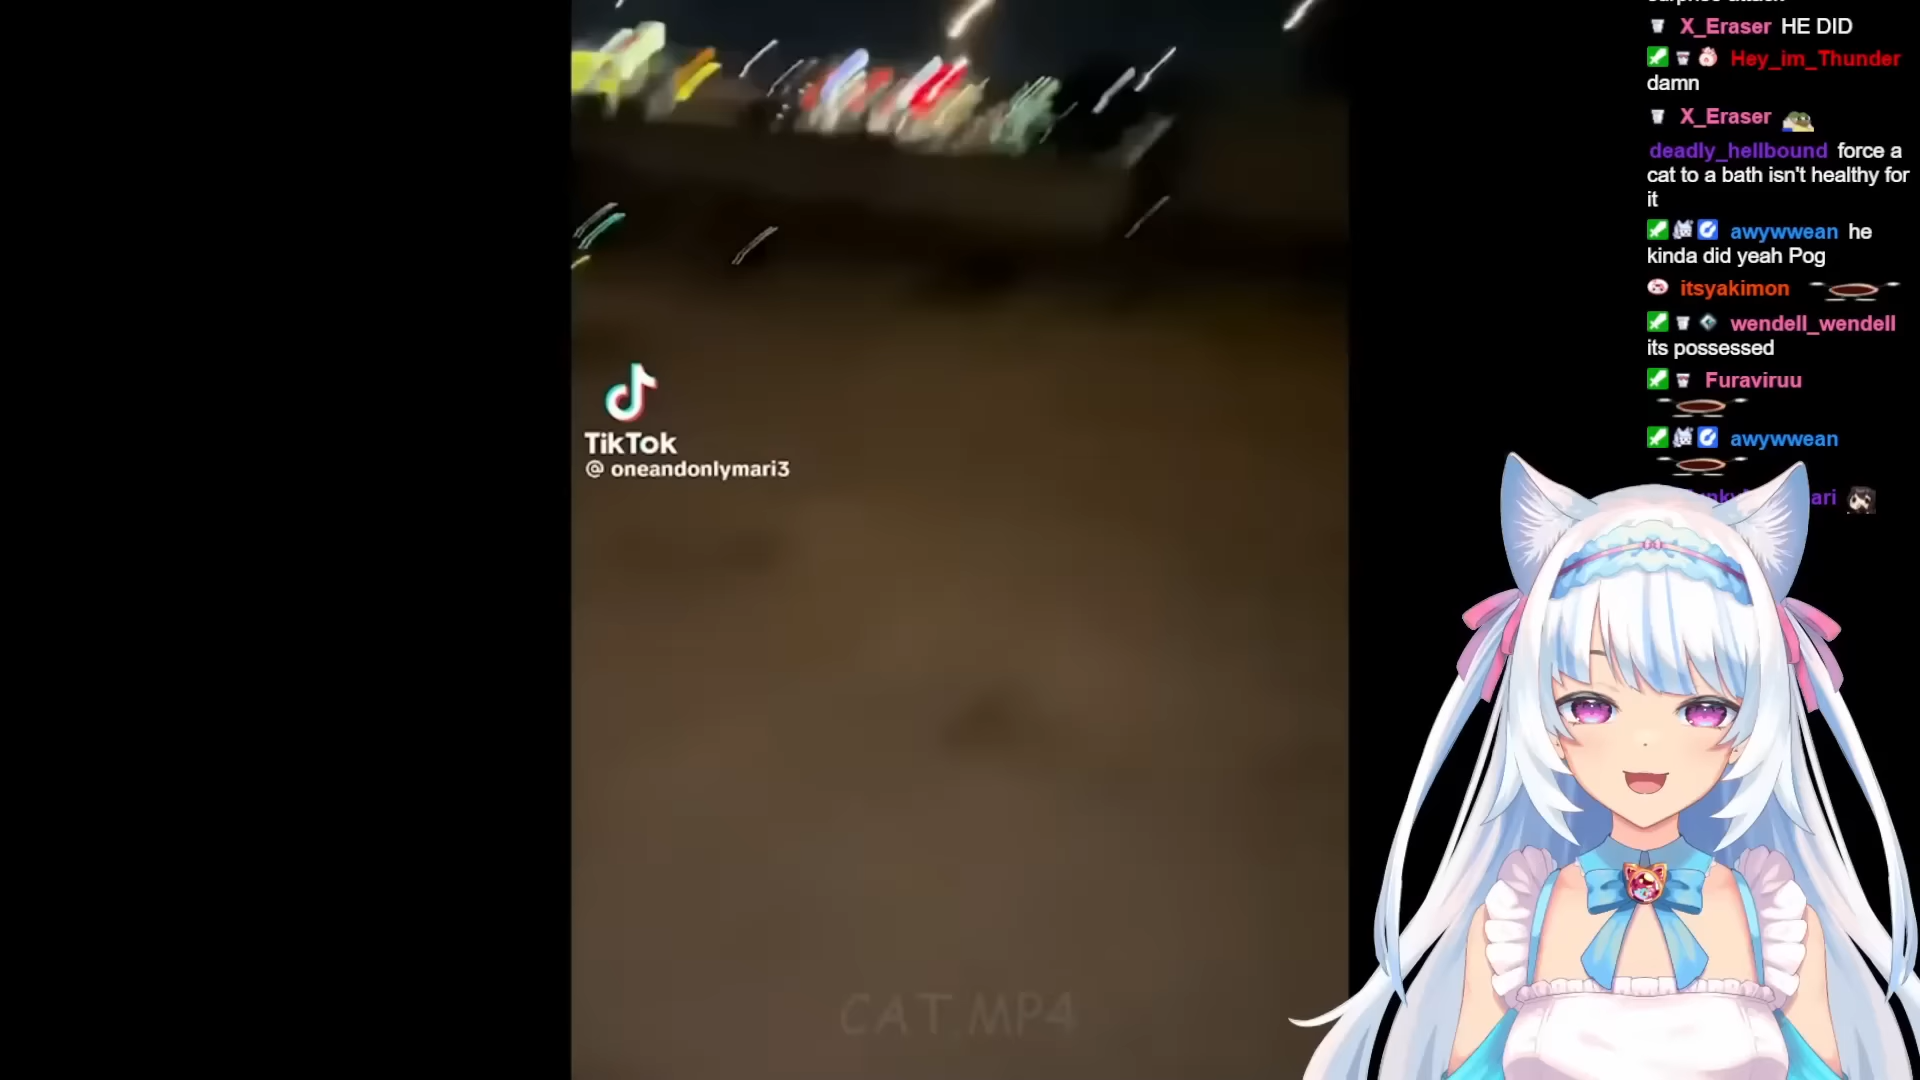 X_Eraser HE DID
Hey_im_Thunder
damn
X_Eraser
deadly_hellbound force a
cat to a bath isn't healthy for
it
awywwean he
kinda did yeah Pog
itsyakimon
wendell_wendell
its possessed
Furaviruu
awywwean
TikTok
@ oneandonlymari3
CAT.MP4